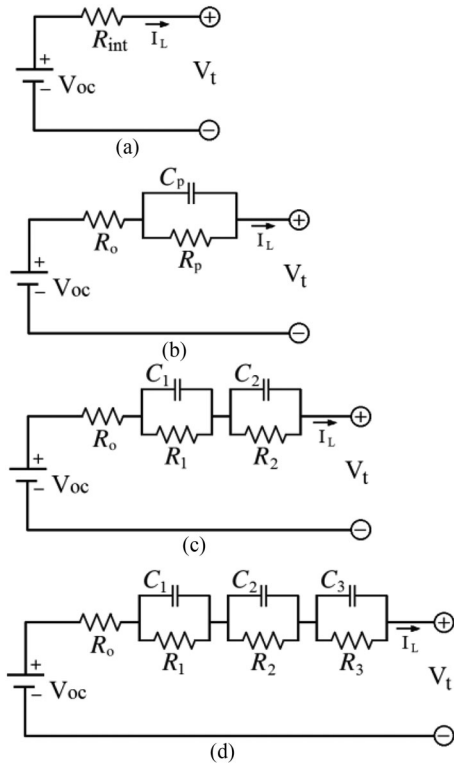 R_int I_L +
+ Voc − V_t
−
(a)
C_p
R_o R_p I_L +
+ Voc − V_t
−
(b)
C_1 C_2
R_o R_1 R_2 I_L +
+ Voc − V_t
−
(c)
C_1 C_2 C_3
R_o R_1 R_2 R_3 I_L +
+ Voc − V_t
−
(d)